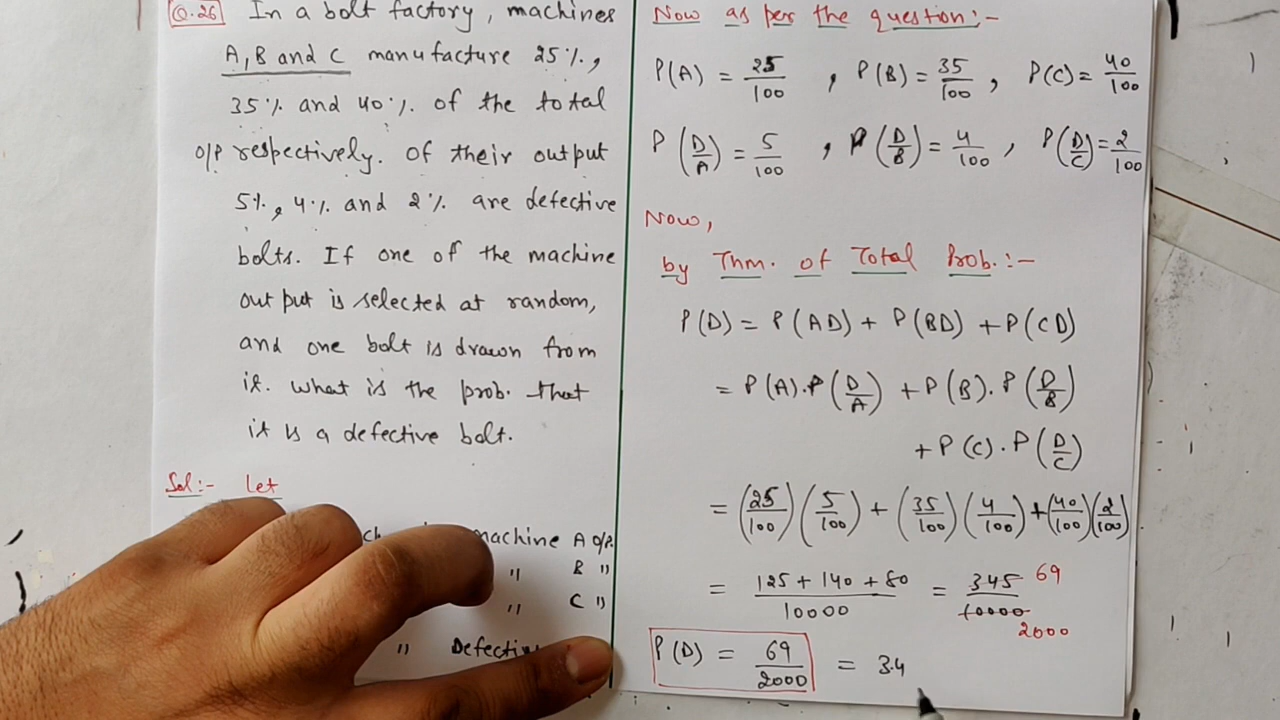 Q.26 In a bolt factory, machines
A, B and C manufacture 25%,
35% and 40% of the total
O/P respectively. Of their output
5%, 4% and 2% are defective
bolts. If one of the machine
output is selected at random,
and one bolt is drawn from
it. What is the prob. that
it is a defective bolt.
Sol:- Let
machine A O/P.
" B "
" C "
" Defective
Now as per the question:-
P(A) = 25/100 , P(B) = 35/100 , P(C) = 40/100
P(D/A) = 5/100 , P(D/B) = 4/100 , P(D/C) = 2/100
Now,
by Thm. of Total Prob.:-
P(D) = P(AD) + P(BD) + P(CD)
= P(A).P(D/A) + P(B).P(D/B)
+ P(C).P(D/C)
= (25/100)(5/100) + (35/100)(4/100) + (40/100)(2/100)
= 125 + 140 + 80/10000 = 345/10000 69
2000
P(D) = 69/2000 = 3.4